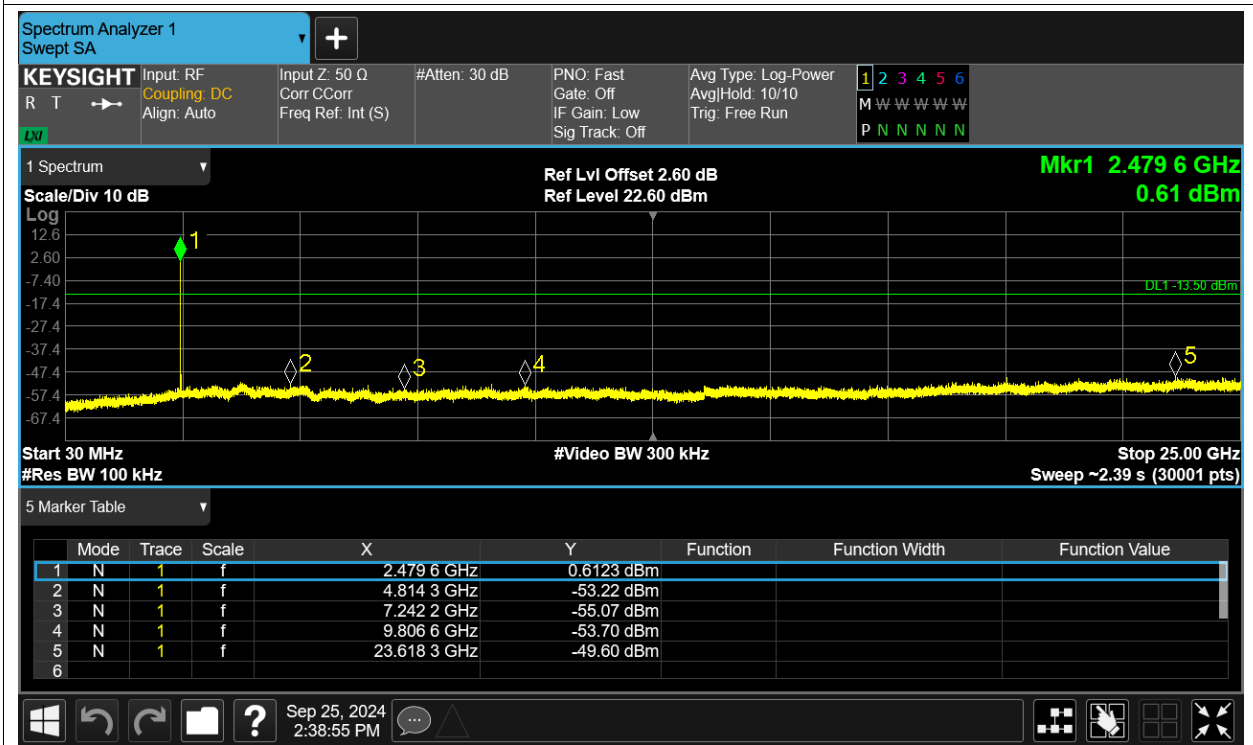 Spectrum Analyzer 1
Swept SA
KEYSIGHT Input: RF Input Z: 50 Ω #Atten: 30 dB PNO: Fast Avg Type: Log-Power 1 2 3 4 5 6
R T Coupling: DC Corr CCorr Gate: Off Avg|Hold: 10/10 M W W W W W
Align: Auto Freq Ref: Int (S) IF Gain: Low Trig: Free Run
LXI Sig Track: Off P N N N N N
1 Spectrum Ref Lvl Offset 2.60 dB Mkr1 2.479 6 GHz
Scale/Div 10 dB Ref Level 22.60 dBm 0.61 dBm
Log
12.6 1
2.60
-7.40
DL1 -13.50 dBm
-17.4
-27.4
-37.4
2 3 4 5
-47.4
-57.4
-67.4
Start 30 MHz #Video BW 300 kHz Stop 25.00 GHz
#Res BW 100 kHz Sweep ~2.39 s (30001 pts)
5 Marker Table
Mode Trace Scale X Y Function Function Width Function Value
1 N 1 f 2.479 6 GHz 0.6123 dBm
2 N 1 f 4.814 3 GHz -53.22 dBm
3 N 1 f 7.242 2 GHz -55.07 dBm
4 N 1 f 9.806 6 GHz -53.70 dBm
5 N 1 f 23.618 3 GHz -49.60 dBm
6
? Sep 25, 2024
2:38:55 PM